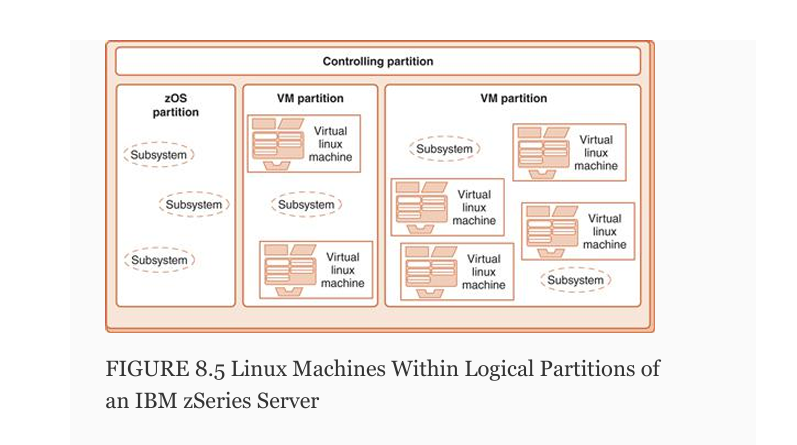 Controlling partition
zOS
partition
Subsystem
Subsystem
Subsystem
VM partition
Virtual
linux
machine
Subsystem
Virtual
linux
machine
VM partition
Subsystem
Virtual
linux
machine
Virtual
linux
machine
Virtual
linux
machine
Virtual
linux
machine
Subsystem
FIGURE 8.5 Linux Machines Within Logical Partitions of
an IBM zSeries Server